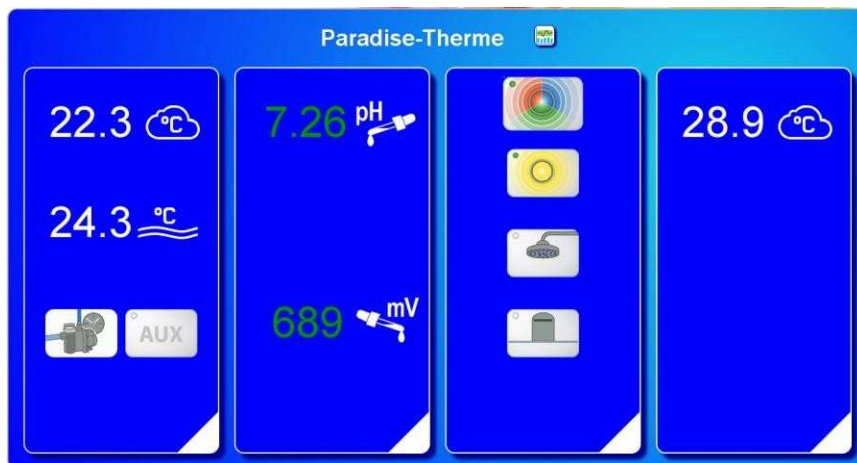 Paradise-Therme
22.3 °C
24.3 °C
AUX
7.26 pH
689 mV
28.9 °C